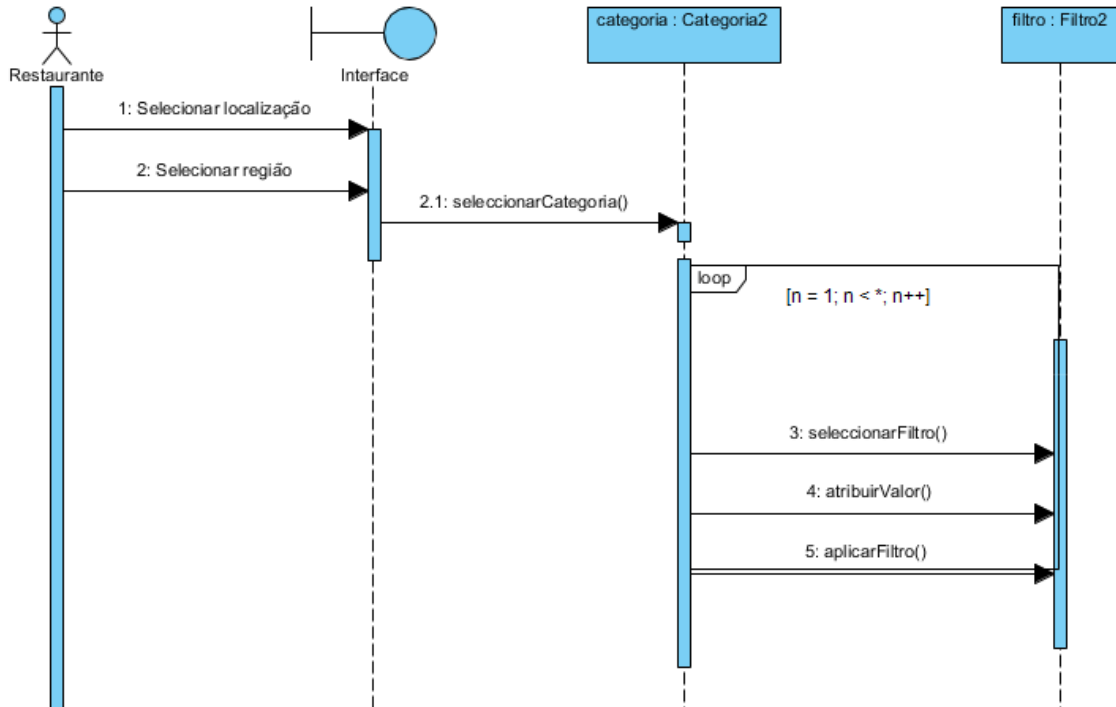 categoria : Categoria2
filtro : Filtro2
Restaurante
Interface
1: Selecionar localização
2: Selecionar região
2.1: seleccionarCategoria()
loop
[n = 1; n < *; n++]
3: seleccionarFiltro()
4: atribuirValor()
5: aplicarFiltro()